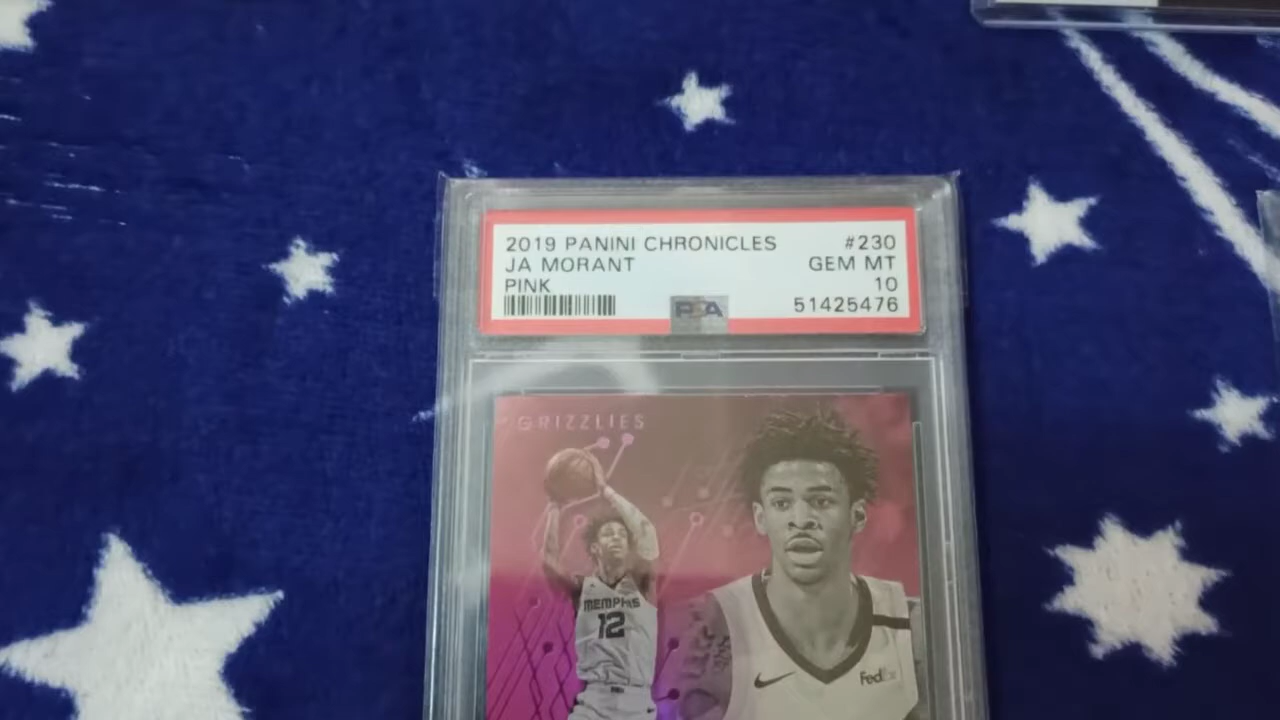 2019 PANINI CHRONICLES #230
JA MORANT GEM MT
PINK 10
PSA 51425476
GRIZZLIES
MEMPHIS
12
FedEx